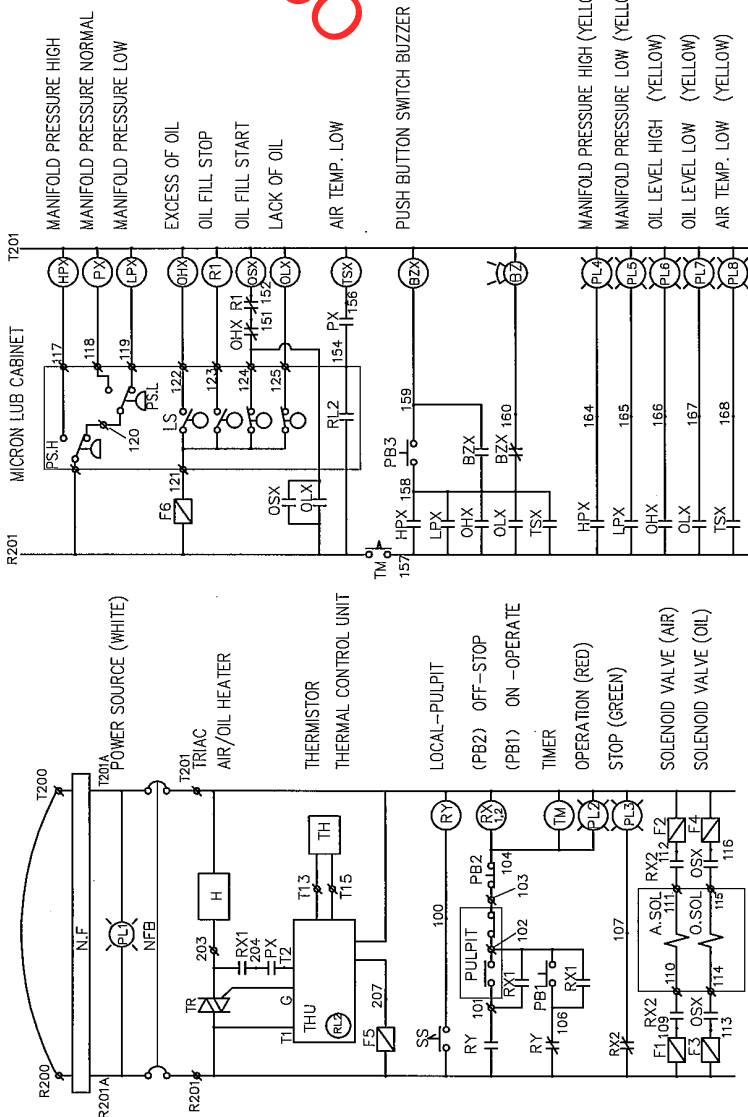 MANIFOLD PRESSURE HIGH
MANIFOLD PRESSURE NORMAL
MANIFOLD PRESSURE LOW
EXCESS OF OIL
OIL FILL STOP
OIL FILL START
LACK OF OIL
AIR TEMP. LOW
PUSH BUTTON SWITCH BUZZER
MANIFOLD PRESSURE HIGH (YELLO
MANIFOLD PRESSURE LOW (YELLO
OIL LEVEL HIGH (YELLOW)
OIL LEVEL LOW (YELLOW)
AIR TEMP. LOW (YELLOW)
T201
HPX
PX
LPX
OHX
R1
OSX
OLX
TSX
BZX
BZ
PL4
PL5
PL6
PL7
PL8
MICRON LUB CABINET
117
118
119
122
123
124
125
OHX R1
151 152
154
PX
156
PS.H
PS.L
120
LS
121
F6
OSX
OLX
RL2
159
PB3
158
BZX
BZX
160
HPX
LPX
OHX
OLX
TSX
TM
157
R201
164
165
166
167
168
HPX
LPX
OHX
OLX
TSX
POWER SOURCE (WHITE)
TRIAC
AIR/OIL HEATER
THERMISTOR
THERMAL CONTROL UNIT
LOCAL-PULPIT
(PB2) OFF-STOP
(PB1) ON -OPERATE
TIMER
OPERATION (RED)
STOP (GREEN)
SOLENOID VALVE (AIR)
SOLENOID VALVE (OIL)
T200
T201A
T201
N.F
PL1
NFB
R200
R201A
R201
H
203
TR
RX1
204
PX
T2
G
T1
THU
RL2
TH
T13
T15
F5
207
RY
RX
1,2
TM
PL2
PL3
100
SS
PB2
104
103
PULPIT
102
101
RX1
RY
PB1
RX1
RY
106
107
RX2
F2
RX2
112
111
A.SOL
110
RX2
109
F1
F4
OSX
116
115
O.SOL
114
OSX
113
F3